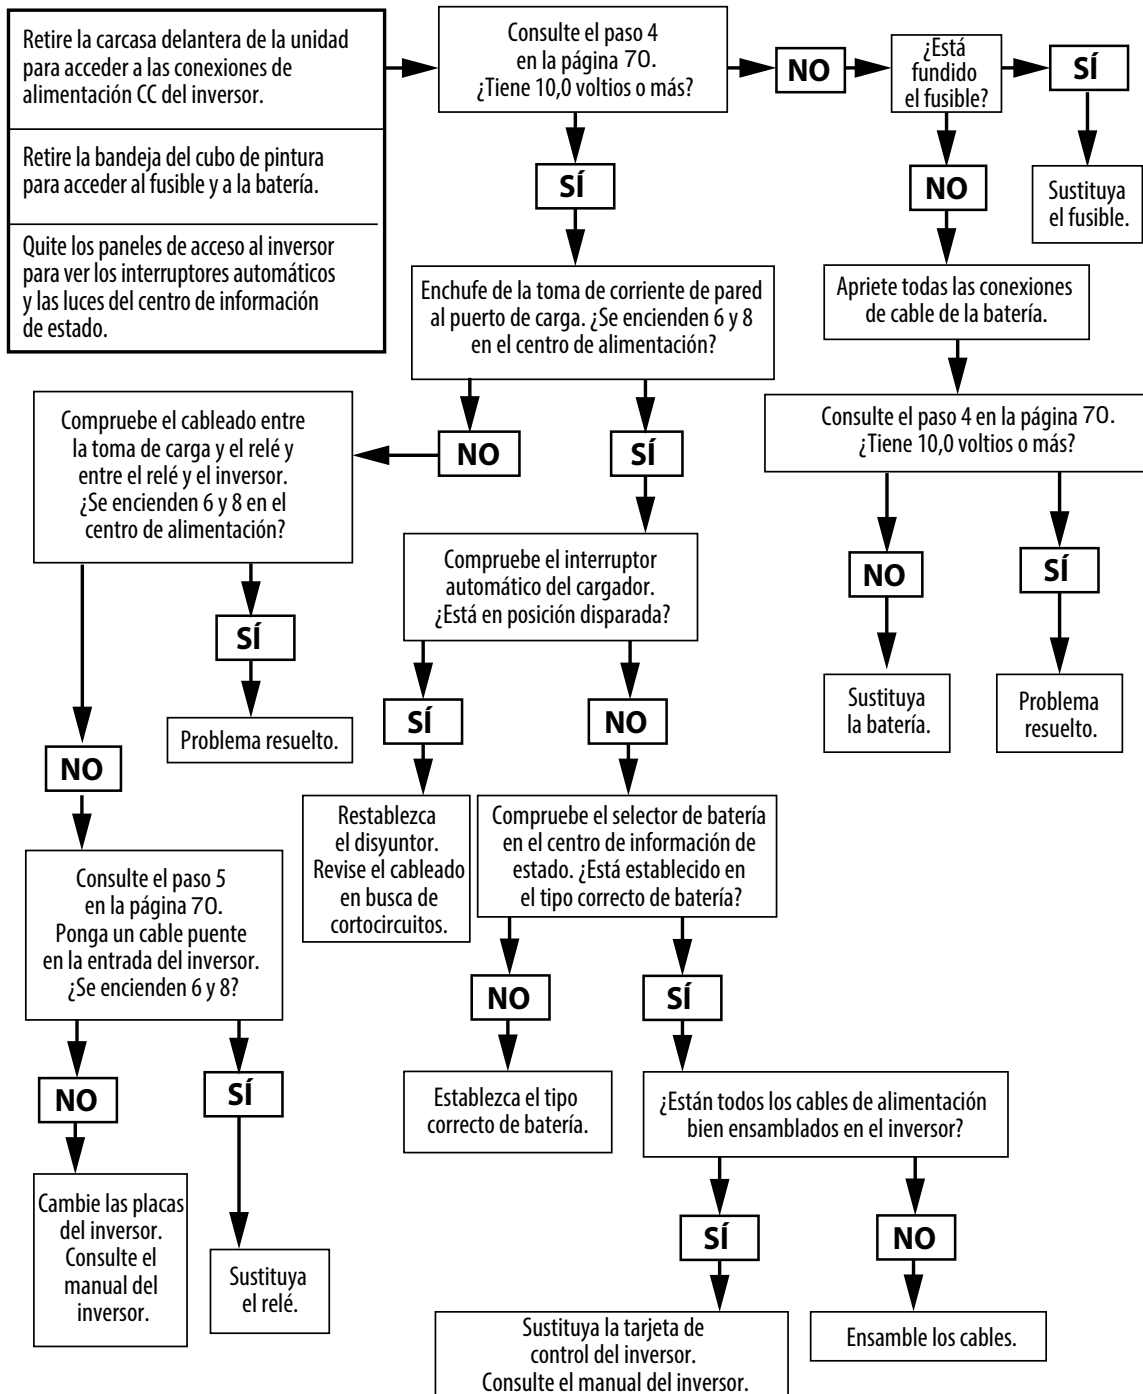 Retire la carcasa delantera de la unidad
para acceder a las conexiones de
alimentación CC del inversor.
Retire la bandeja del cubo de pintura
para acceder al fusible y a la batería.
Quite los paneles de acceso al inversor
para ver los interruptores automáticos
y las luces del centro de información
de estado.
Consulte el paso 4
en la página 70.
¿Tiene 10,0 voltios o más?
NO
¿Está
fundido
el fusible?
SÍ
Sustituya
el fusible.
NO
Apriete todas las conexiones
de cable de la batería.
Consulte el paso 4 en la página 70.
¿Tiene 10,0 voltios o más?
NO
Sustituya
la batería.
SÍ
Problema
resuelto.
SÍ
Enchufe de la toma de corriente de pared
al puerto de carga. ¿Se encienden 6 y 8
en el centro de alimentación?
NO
SÍ
Compruebe el cableado entre
la toma de carga y el relé y
entre el relé y el inversor.
¿Se encienden 6 y 8 en el
centro de alimentación?
SÍ
Problema resuelto.
NO
Consulte el paso 5
en la página 70.
Ponga un cable puente
en la entrada del inversor.
¿Se encienden 6 y 8?
NO
Cambie las placas
del inversor.
Consulte el
manual del
inversor.
SÍ
Sustituya
el relé.
Compruebe el interruptor
automático del cargador.
¿Está en posición disparada?
SÍ
Restablezca
el disyuntor.
Revise el cableado
en busca de
cortocircuitos.
NO
Compruebe el selector de batería
en el centro de información de
estado. ¿Está establecido en
el tipo correcto de batería?
NO
Establezca el tipo
correcto de batería.
SÍ
¿Están todos los cables de alimentación
bien ensamblados en el inversor?
SÍ
Sustituya la tarjeta de
control del inversor.
Consulte el manual del inversor.
NO
Ensamble los cables.